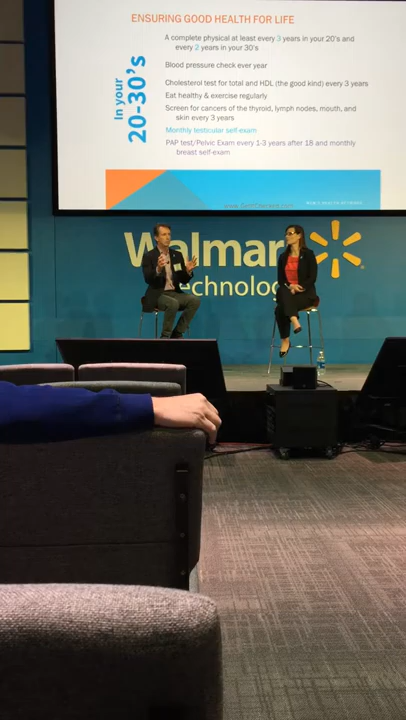 ENSURING GOOD HEALTH FOR LIFE
In your
20-30's
A complete physical at least every 3 years in your 20's and
every 2 years in your 30's
Blood pressure check ever year
Cholesterol test for total and HDL (the good kind) every 3 years
Eat healthy & exercise regularly
Screen for cancers of the thyroid, lymph nodes, mouth, and
skin every 3 years
Monthly testicular self-exam
PAP test/Pelvic Exam every 1-3 years after 18 and monthly
breast self-exam
Walmar
echnolog